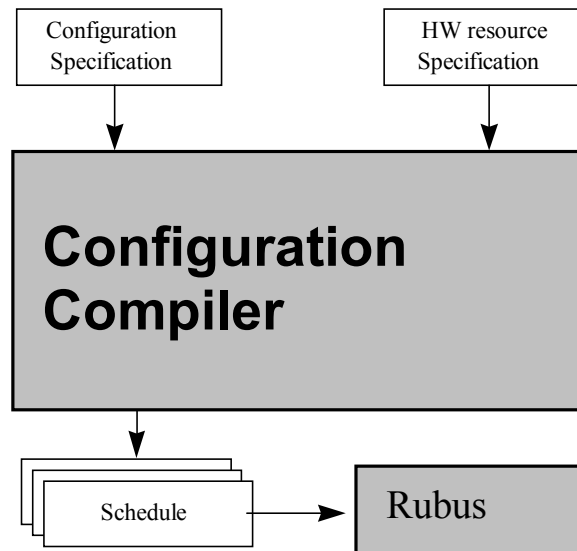 Configuration
Specification
HW resource
Specification
Configuration
Compiler
Schedule
Rubus